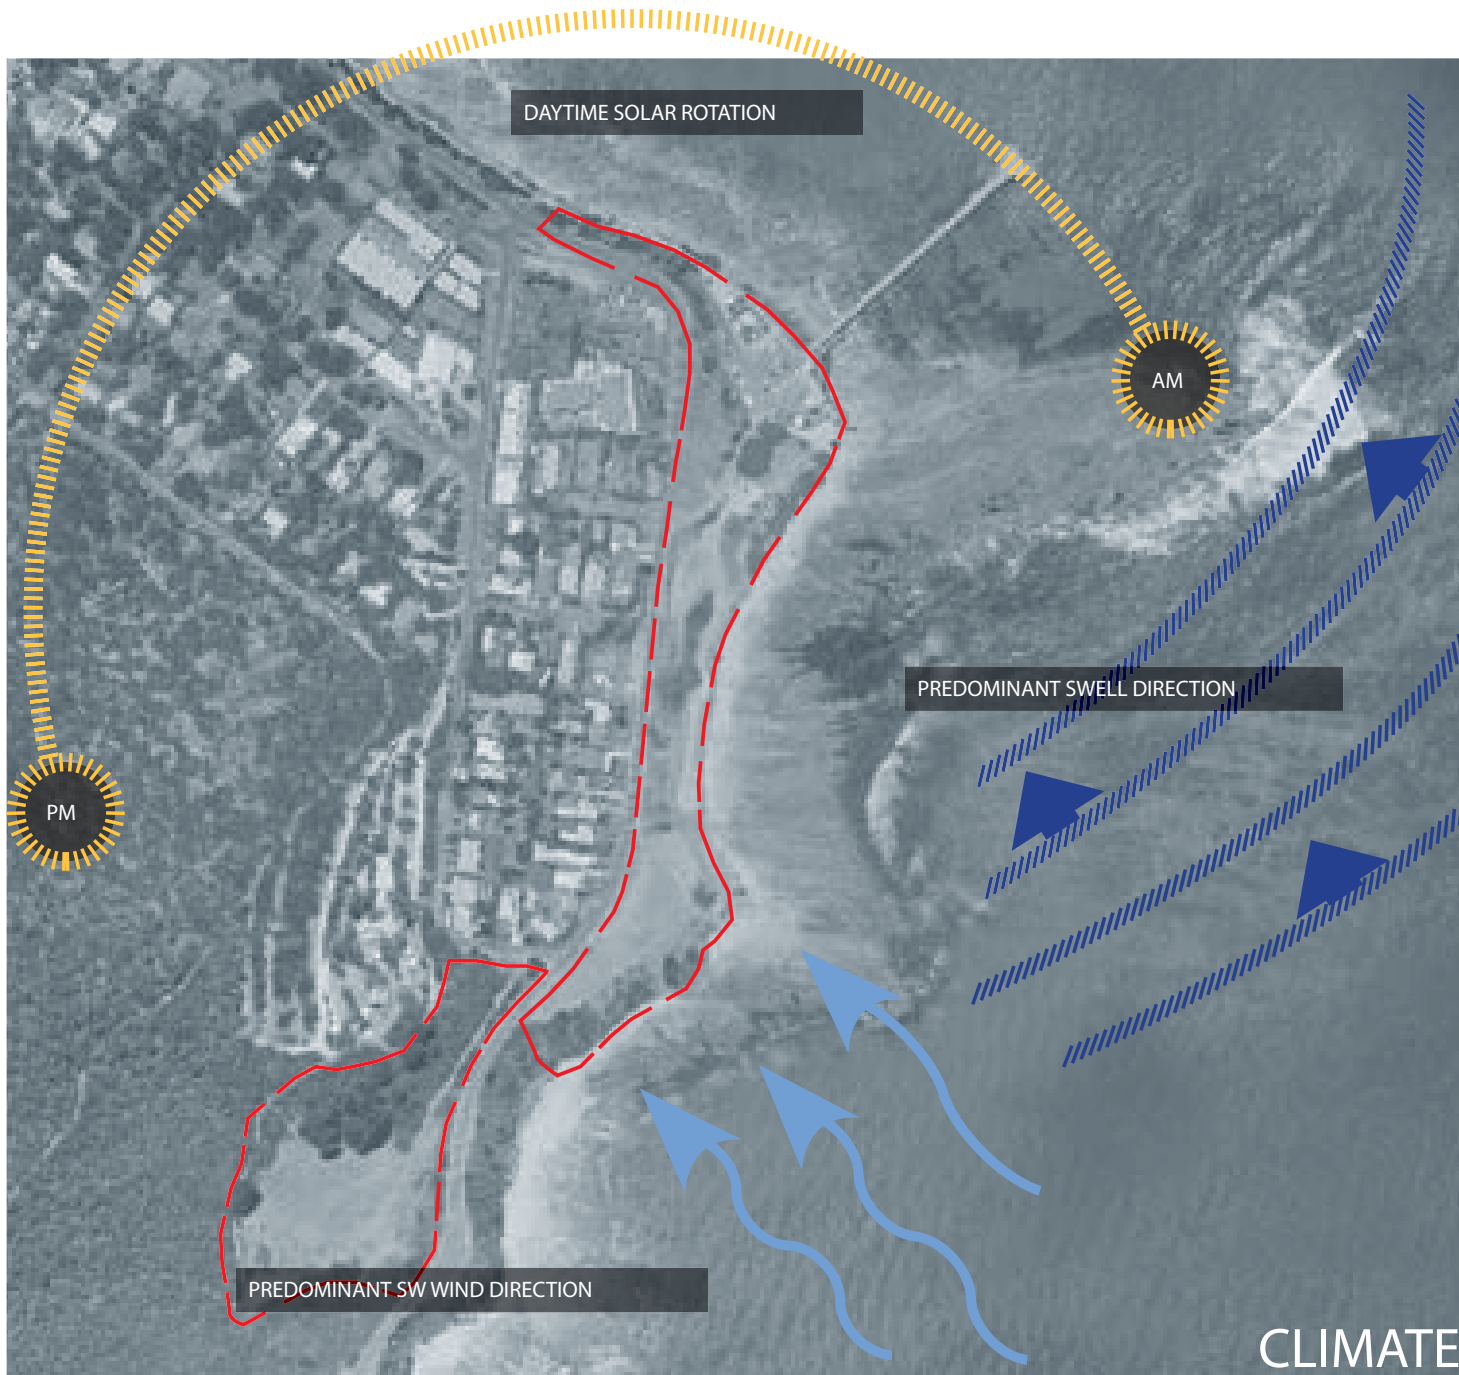 DAYTIME SOLAR ROTATION
AM
PREDOMINANT SWELL DIRECTION
PM
PREDOMINANT SW WIND DIRECTION
CLIMATE